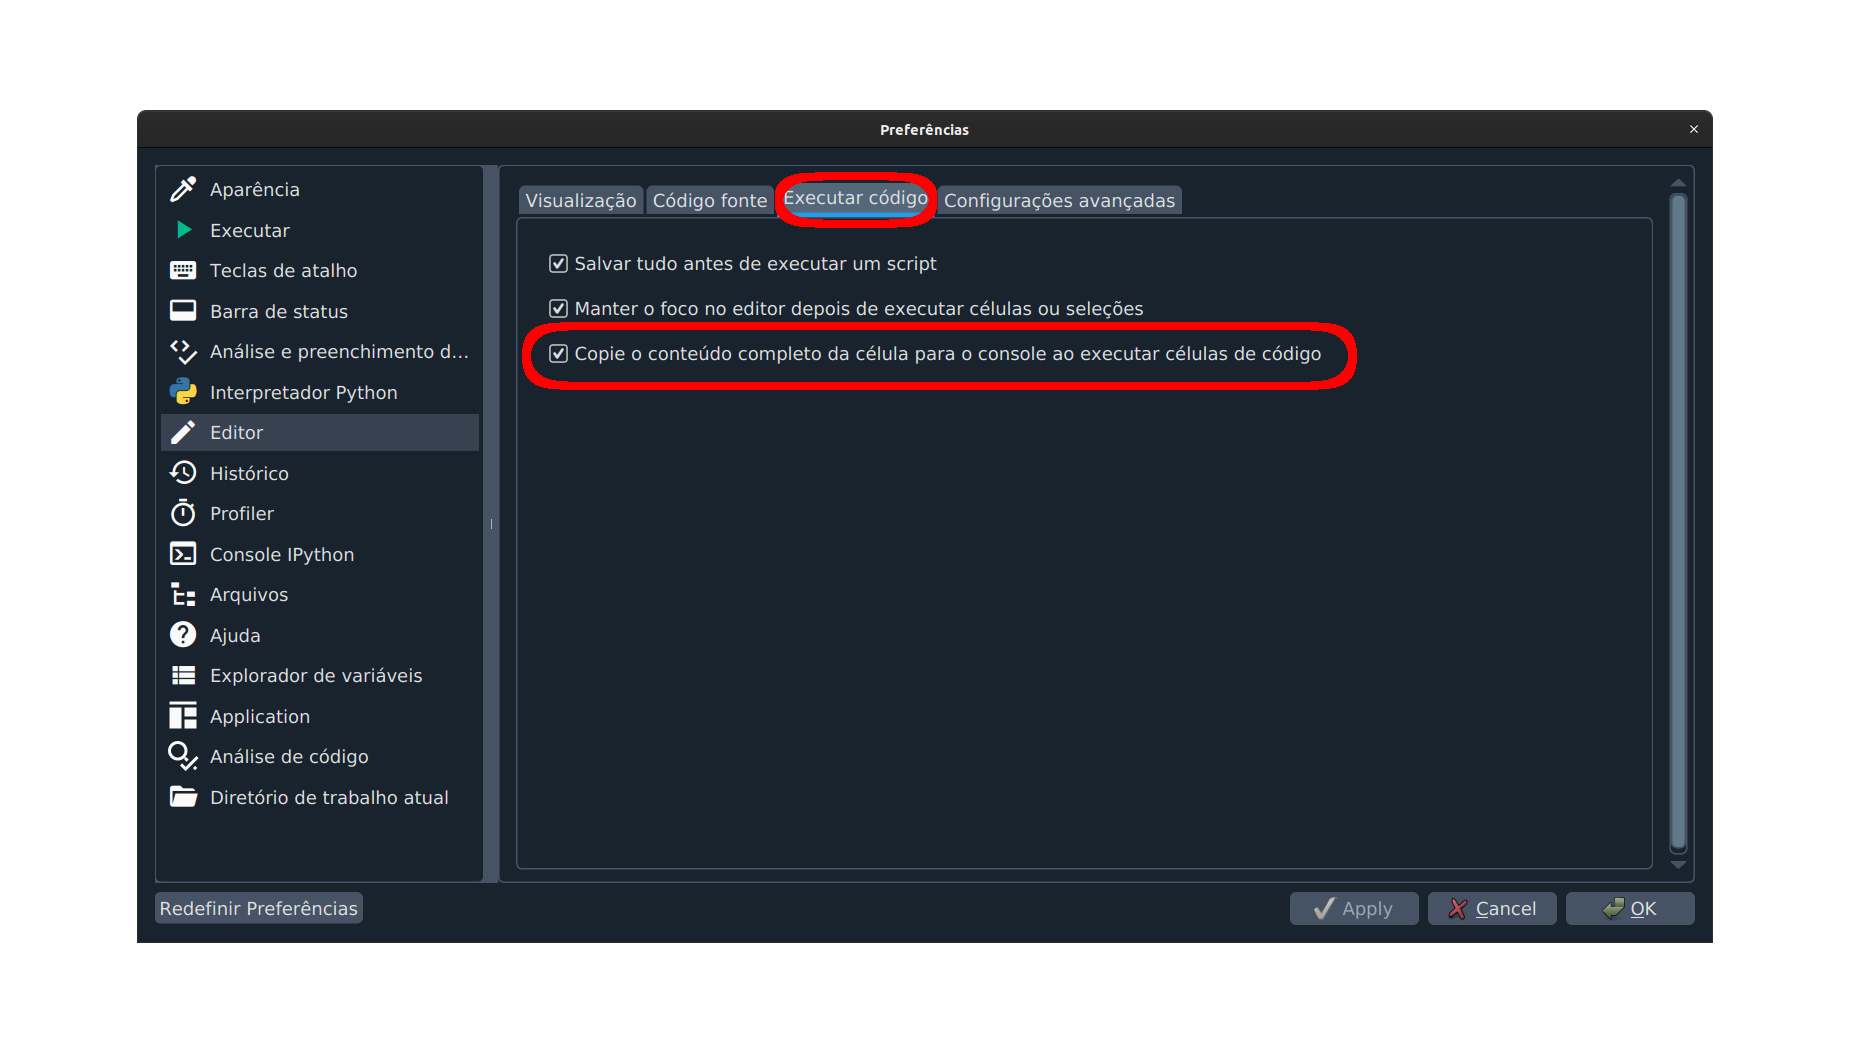 Preferências
Aparência
Executar
Teclas de atalho
Barra de status
Análise e preenchimento d...
Interpretador Python
Editor
Histórico
Profiler
Console IPython
Arquivos
Ajuda
Explorador de variáveis
Application
Análise de código
Diretório de trabalho atual
Visualização Código fonte Executar código Configurações avançadas
Salvar tudo antes de executar um script
Manter o foco no editor depois de executar células ou seleções
Copie o conteúdo completo da célula para o console ao executar células de código
Redefinir Preferências Apply Cancel OK